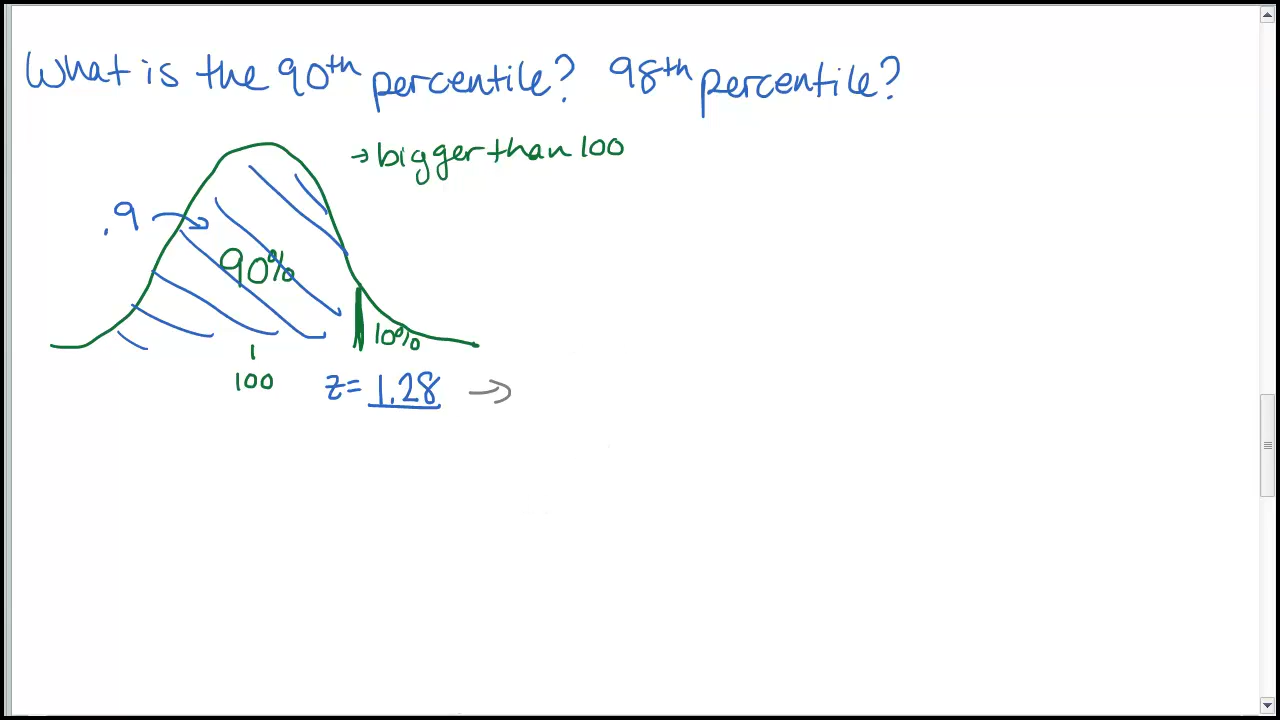 What is the 90th percentile? 98th percentile?
→ bigger than 100
.9
90%
10%
100
z = 1.28 →